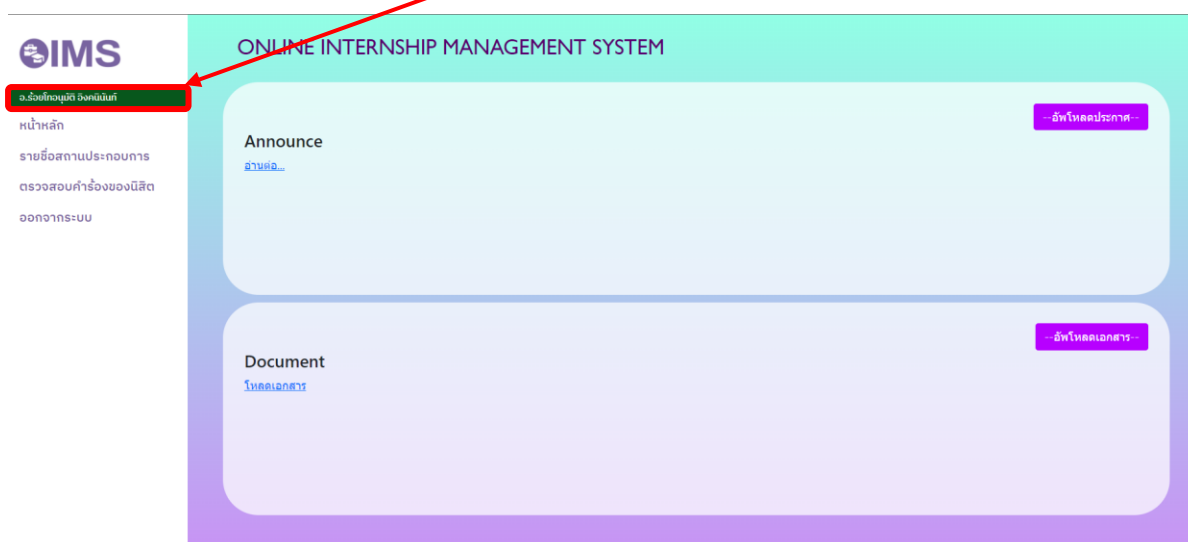 OIMS
ONLINE INTERNSHIP MANAGEMENT SYSTEM
อ.ร้อยโทอนุมัติ อิงคนินันท์
หน้าหลัก
รายชื่อสถานประกอบการ
ตรวจสอบคำร้องของนิสิต
ออกจากระบบ
--อัพโหลดประกาศ--
Announce
อ่านต่อ...
--อัพโหลดเอกสาร--
Document
โหลดเอกสาร